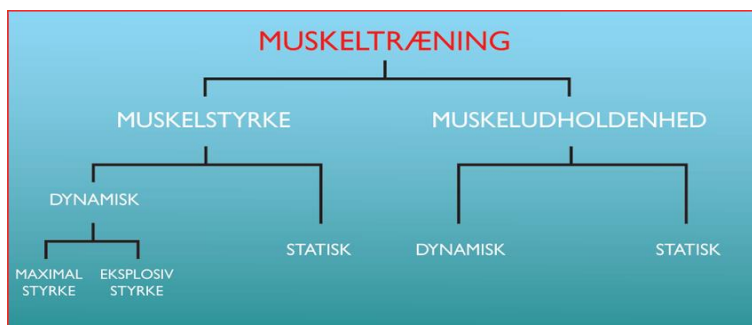 MUSKELTRÆNING
MUSKELSTYRKE
MUSKELUDHOLDENHED
DYNAMISK
STATISK
DYNAMISK
STATISK
MAXIMAL
STYRKE
EKSPLOSIV
STYRKE